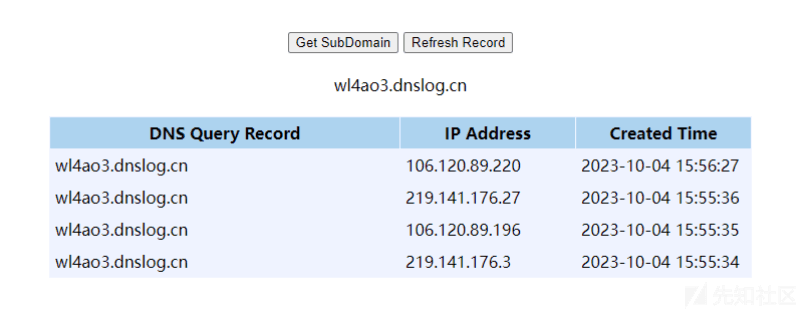 Get SubDomain Refresh Record
wl4ao3.dnslog.cn
DNS Query Record IP Address Created Time
wl4ao3.dnslog.cn 106.120.89.220 2023-10-04 15:56:27
wl4ao3.dnslog.cn 219.141.176.27 2023-10-04 15:55:36
wl4ao3.dnslog.cn 106.120.89.196 2023-10-04 15:55:35
wl4ao3.dnslog.cn 219.141.176.3 2023-10-04 15:55:34
先知社区